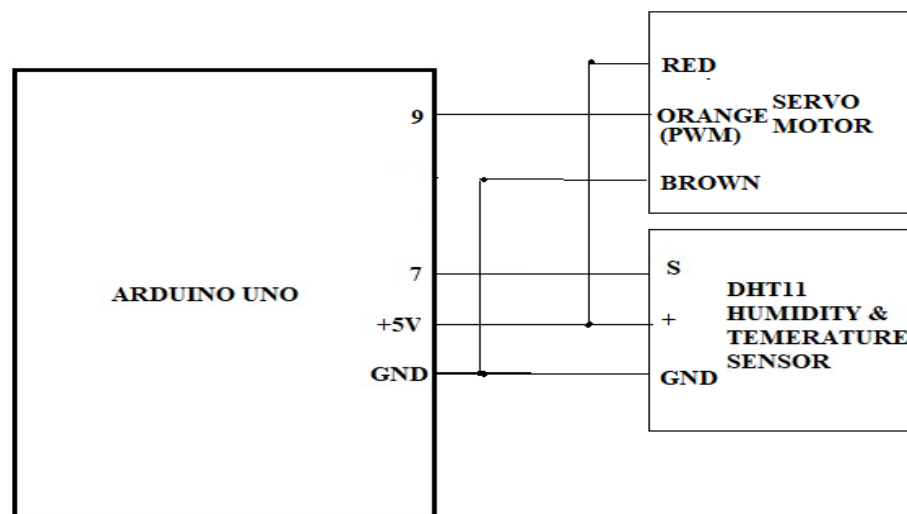 RED
9
ORANGE
(PWM)
SERVO
MOTOR
BROWN
ARDUINO UNO
7
S
+5V
+
GND
GND
DHT11
HUMIDITY &
TEMERATURE
SENSOR